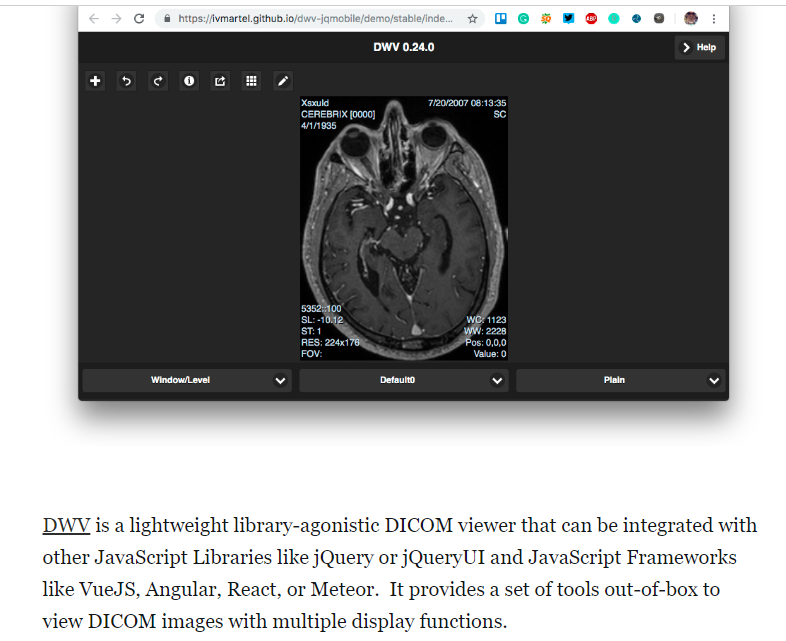 https://ivmartel.github.io/dwv-jqmobile/demo/stable/inde...
ABP
DWV 0.24.0
Help
Xsxuld
7/20/2007 08:13:35
CEREBRIX [0000]
SC
4/1/1935
5352::100
SL: -10.12
WC: 1123
ST: 1
WW: 2228
RES: 224x176
Pos: 0,0,0
FOV:
Value: 0
Window/Level
Default0
Plain
DWV is a lightweight library-agonistic DICOM viewer that can be integrated with
other JavaScript Libraries like jQuery or jQueryUI and JavaScript Frameworks
like VueJS, Angular, React, or Meteor.  It provides a set of tools out-of-box to
view DICOM images with multiple display functions.